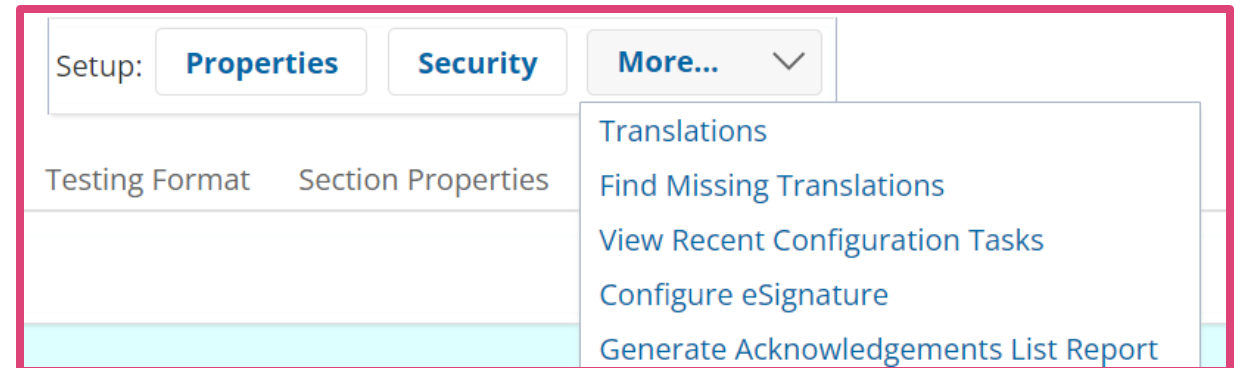 Setup: Properties Security More...
Translations
Testing Format Section Properties
Find Missing Translations
View Recent Configuration Tasks
Configure eSignature
Generate Acknowledgements List Report